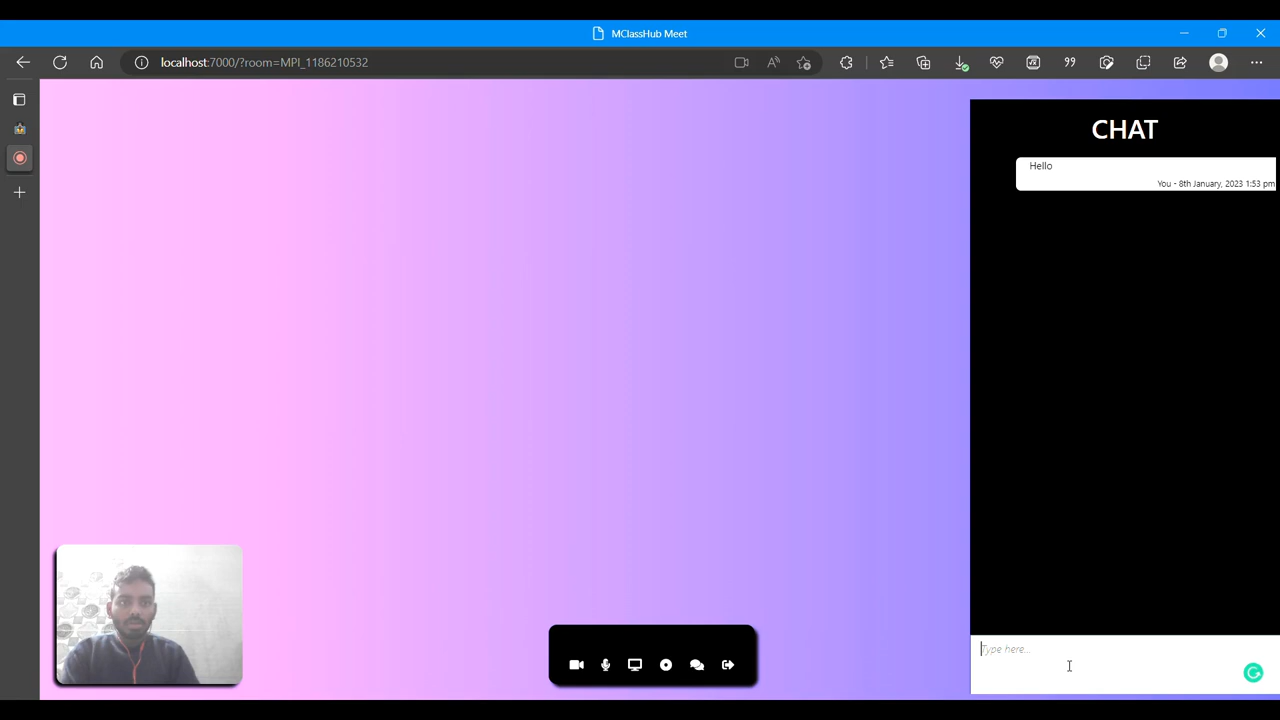 MClassHub Meet
localhost:7000/?room=MPI_1186210532
CHAT
Hello
You - 8th January, 2023 1:53 pm
Type here...